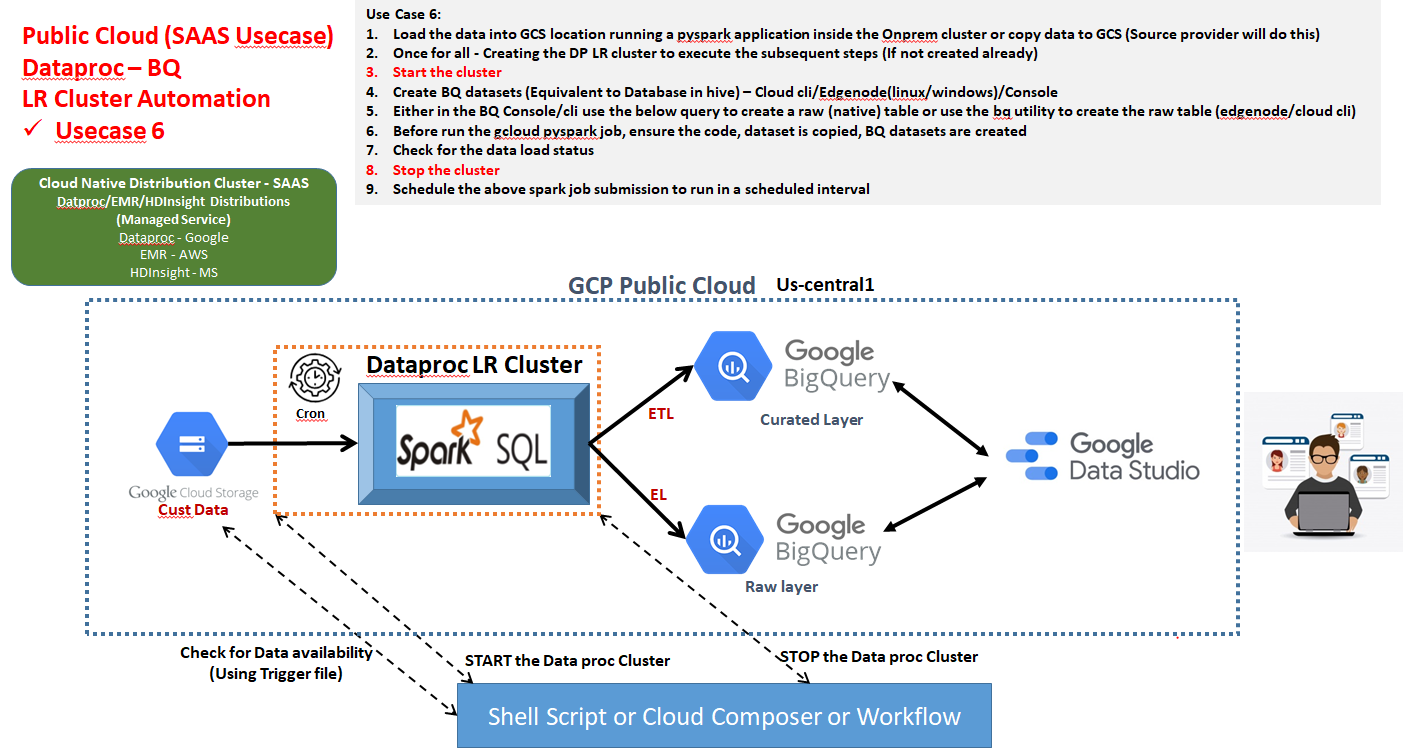 Public Cloud (SAAS Usecase)
Dataproc – BQ
LR Cluster Automation
✓ Usecase 6
Cloud Native Distribution Cluster - SAAS
Datproc/EMR/HDInsight Distributions
(Managed Service)
Dataproc - Google
EMR - AWS
HDInsight - MS
Use Case 6:
1. Load the data into GCS location running a pyspark application inside the Onprem cluster or copy data to GCS (Source provider will do this)
2. Once for all - Creating the DP LR cluster to execute the subsequent steps (If not created already)
3. Start the cluster
4. Create BQ datasets (Equivalent to Database in hive) – Cloud cli/Edgenode(linux/windows)/Console
5. Either in the BQ Console/cli use the below query to create a raw (native) table or use the bq utility to create the raw table (edgenode/cloud cli)
6. Before run the gcloud pyspark job, ensure the code, dataset is copied, BQ datasets are created
7. Check for the data load status
8. Stop the cluster
9. Schedule the above spark job submission to run in a scheduled interval
GCP Public Cloud Us-central1
Dataproc LR Cluster
Cron
Spark SQL
Google Cloud Storage
Cust Data
ETL
EL
Google
BigQuery
Curated Layer
Google
BigQuery
Raw layer
Google
Data Studio
Check for Data availability
(Using Trigger file)
START the Data proc Cluster
STOP the Data proc Cluster
Shell Script or Cloud Composer or Workflow